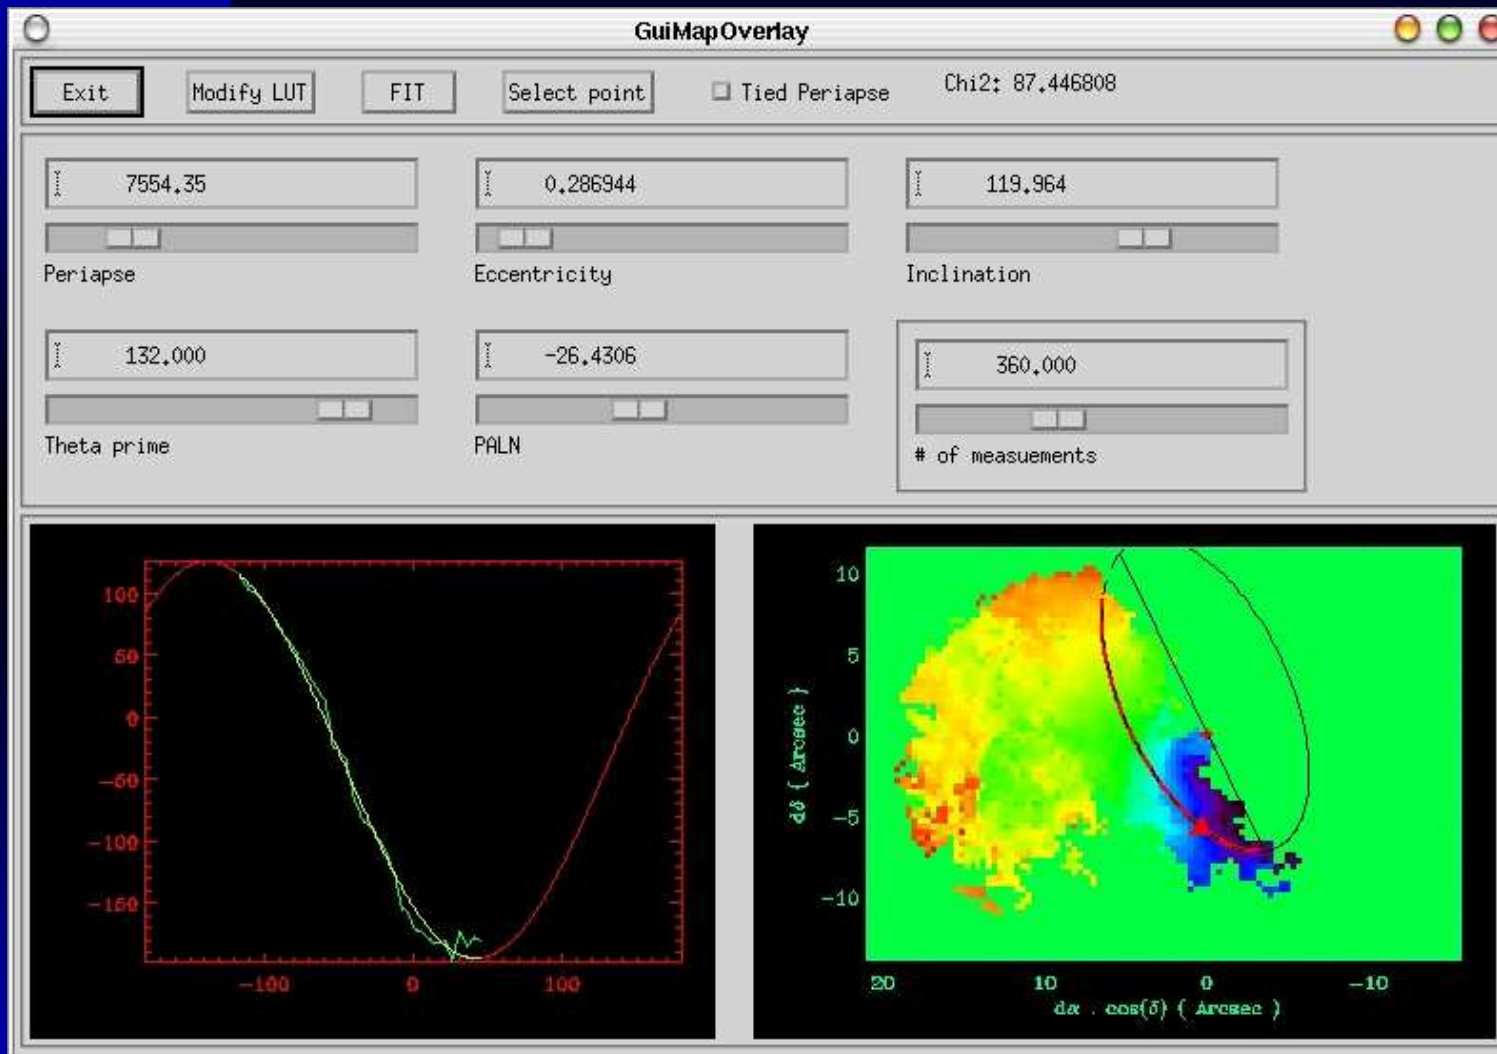 GuiMapOverlay
Exit Modify LUT FIT Select point Tied Periapse Chi2: 87.446808
7554.35 0.286944 119.964
Periapse Eccentricity Inclination
132.000 -26.4306 360.000
Theta prime PALN # of measuements
100
50
0
-50
-100
-150
-100 0 100
10
5
0
-5
-10
dδ ( Arcsec )
20 10 0 -10
dα . cos(δ) ( Arcsec )